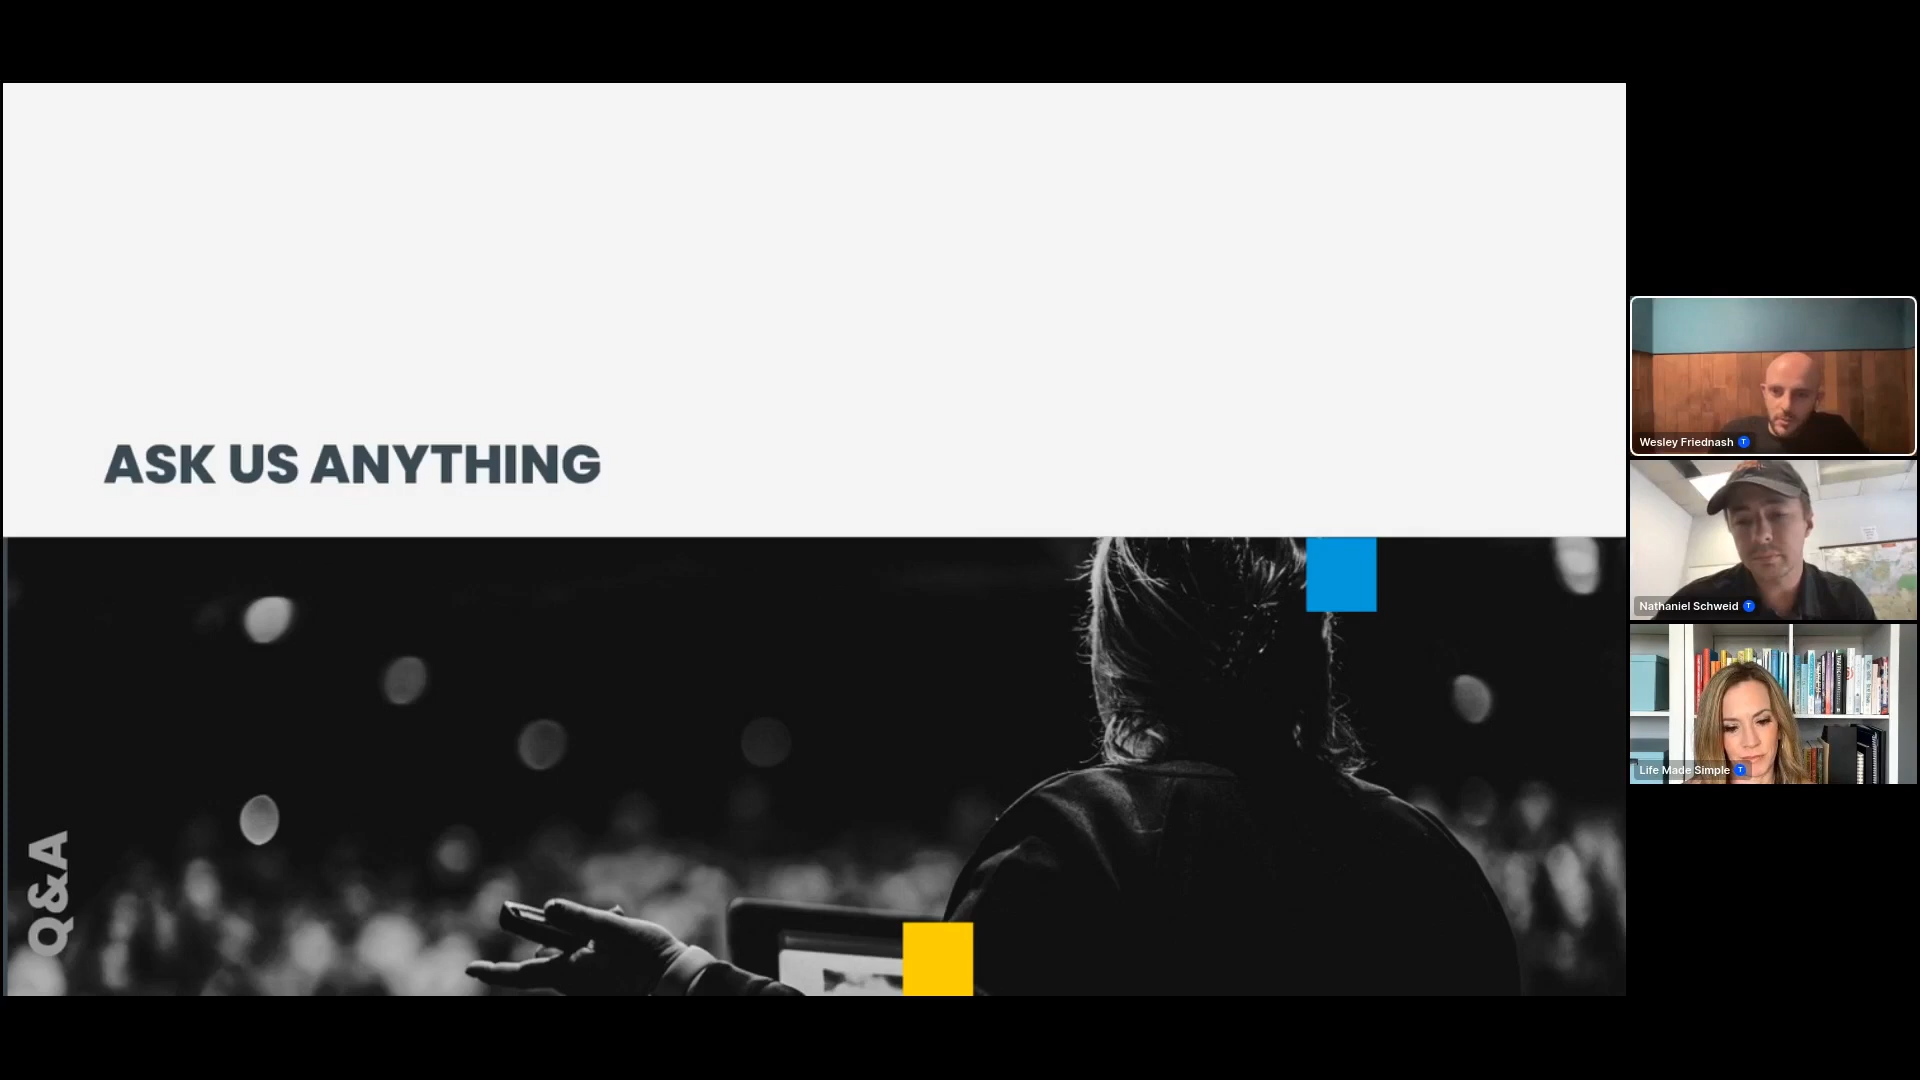 ASK US ANYTHING
Q&A
Wesley Friednash
Nathaniel Schweid
Life Made Simple